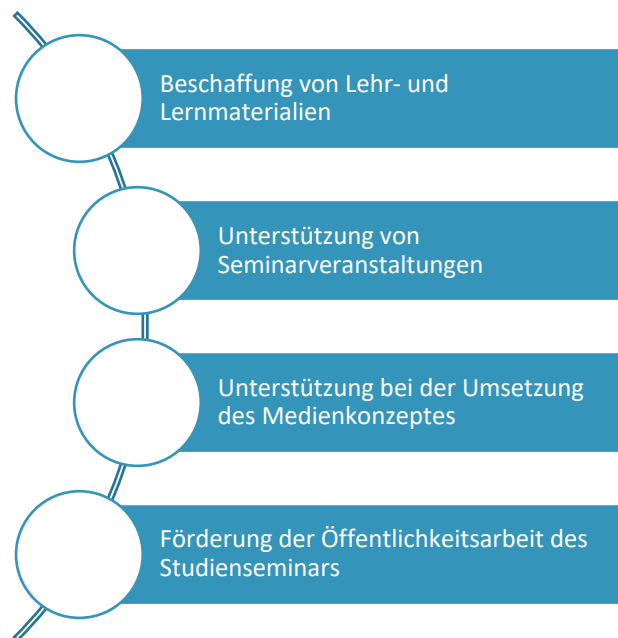 Beschaffung von Lehr- und
Lernmaterialien
Unterstützung von
Seminarveranstaltungen
Unterstützung bei der Umsetzung
des Medienkonzeptes
Förderung der Öffentlichkeitsarbeit des
Studienseminars